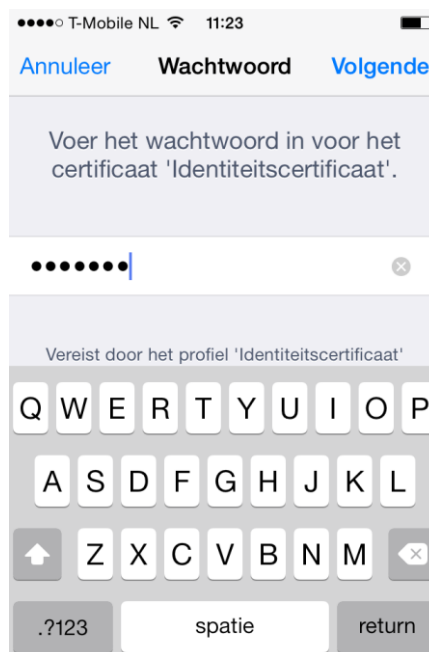 ●●●●○ T-Mobile NL 11:23
Annuleer Wachtwoord Volgende
Voer het wachtwoord in voor het
certificaat 'Identiteitscertificaat'.
●●●●●●●
Vereist door het profiel 'Identiteitscertificaat'
Q W E R T Y U I O P
A S D F G H J K L
Z X C V B N M
.?123 spatie return